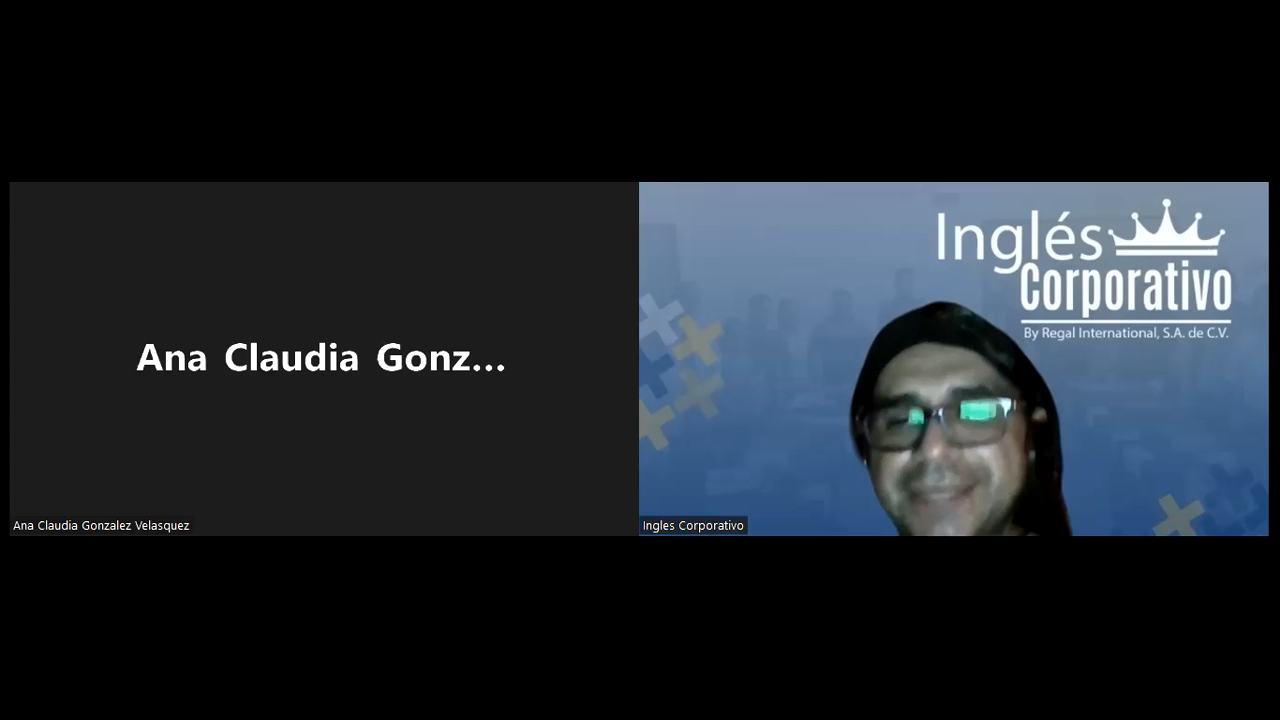 Ana Claudia Gonz...
Ana Claudia Gonzalez Velasquez
Inglés
Corporativo
By Regal International, S.A. de C.V.
Ingles Corporativo